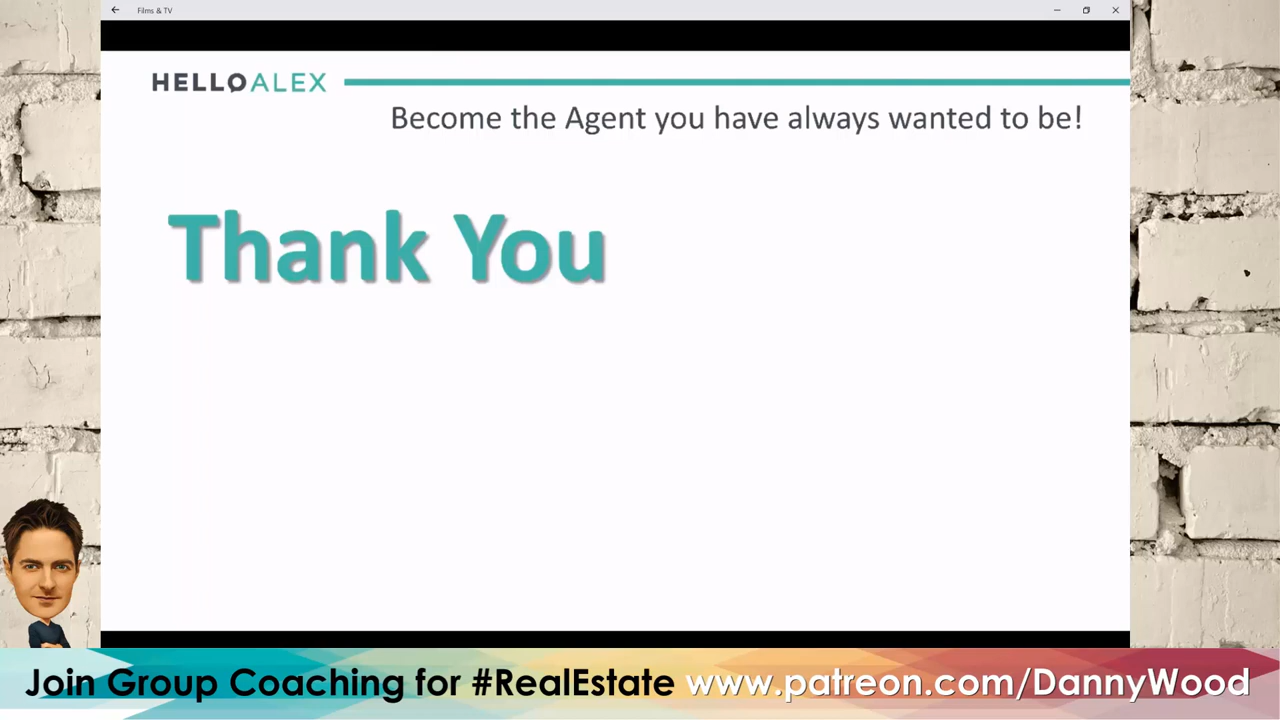 Films & TV
HELLOALEX
Become the Agent you have always wanted to be!
Thank You
Join Group Coaching for #RealEstate www.patreon.com/DannyWood